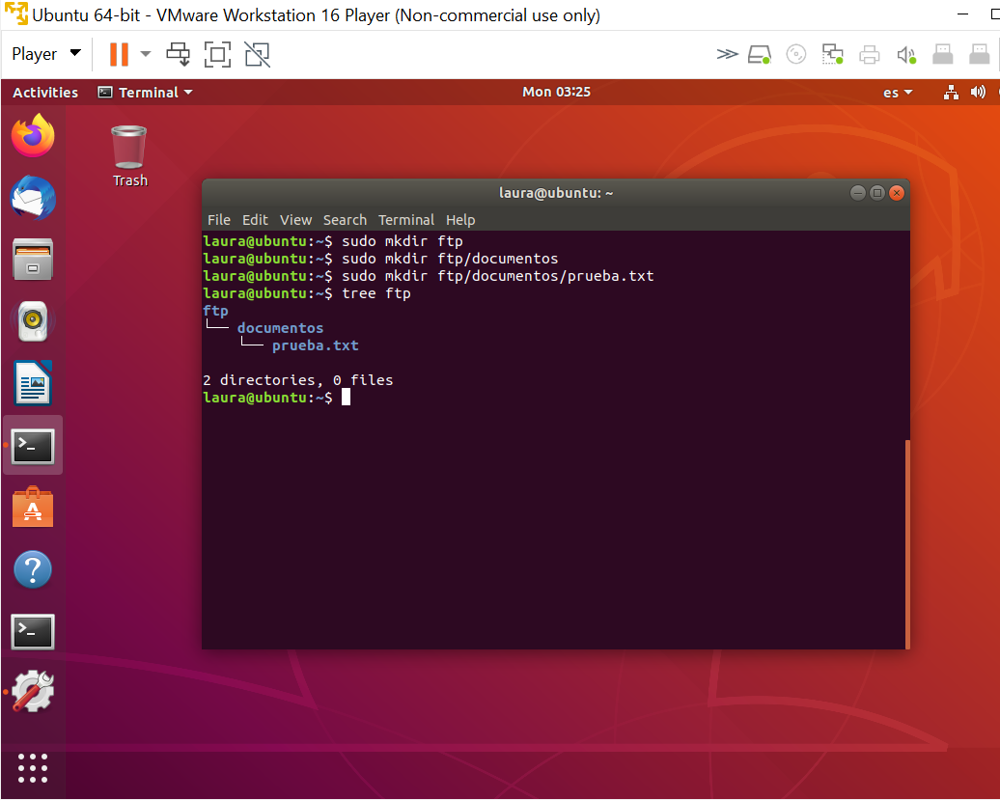 Ubuntu 64-bit - VMware Workstation 16 Player (Non-commercial use only)
Player
Activities Terminal Mon 03:25 es
Trash
laura@ubuntu: ~
File Edit View Search Terminal Help
laura@ubuntu:~$ sudo mkdir ftp
laura@ubuntu:~$ sudo mkdir ftp/documentos
laura@ubuntu:~$ sudo mkdir ftp/documentos/prueba.txt
laura@ubuntu:~$ tree ftp
ftp
└── documentos
    └── prueba.txt
2 directories, 0 files
laura@ubuntu:~$